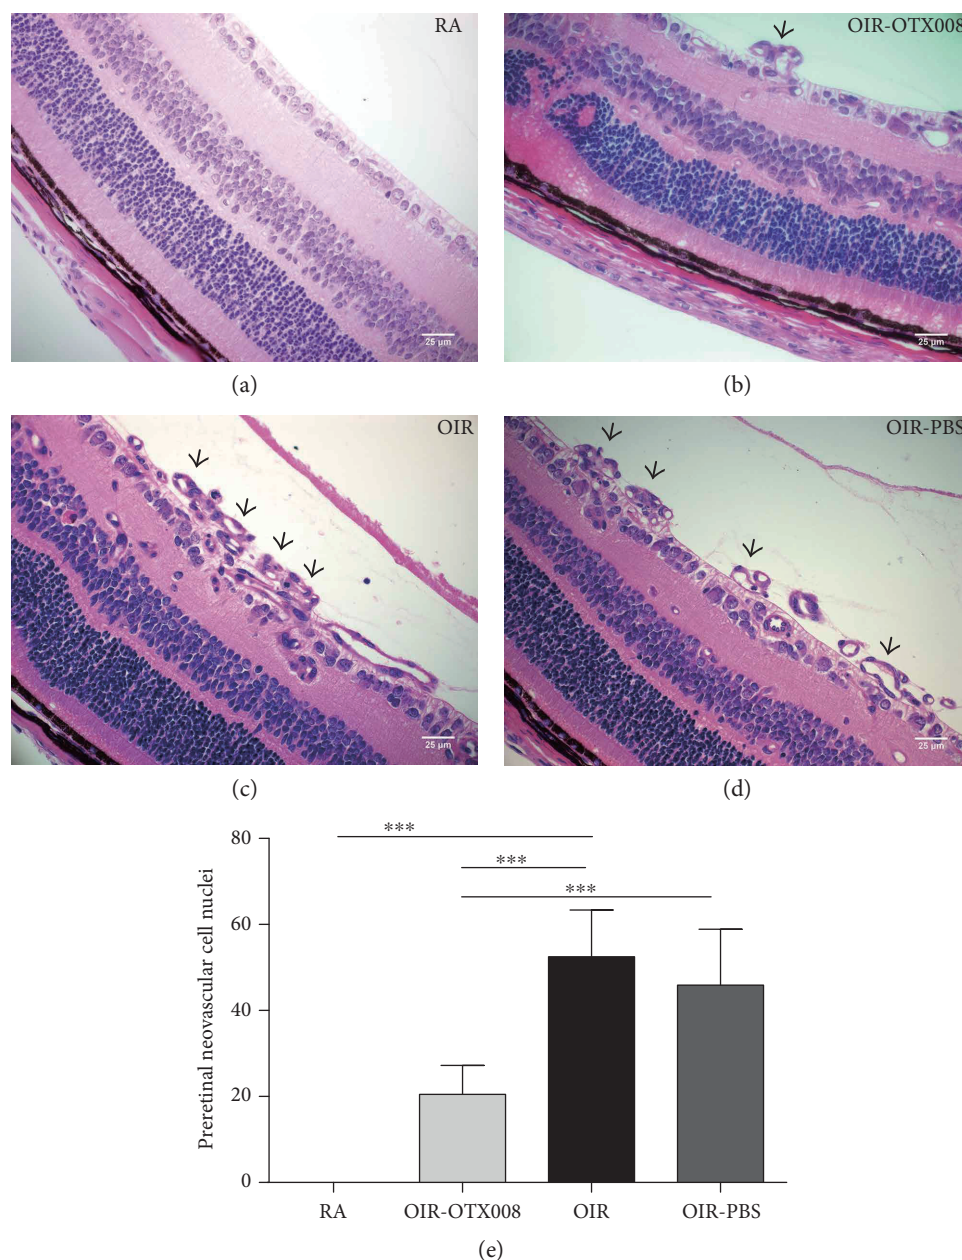 RA
25 µm
(a)
OIR-OTX008
25 µm
(b)
OIR
25 µm
(c)
OIR-PBS
25 µm
(d)
***
***
***
80
60
40
20
0
Preretinal neovascular cell nuclei
RA
OIR-OTX008
OIR
OIR-PBS
(e)